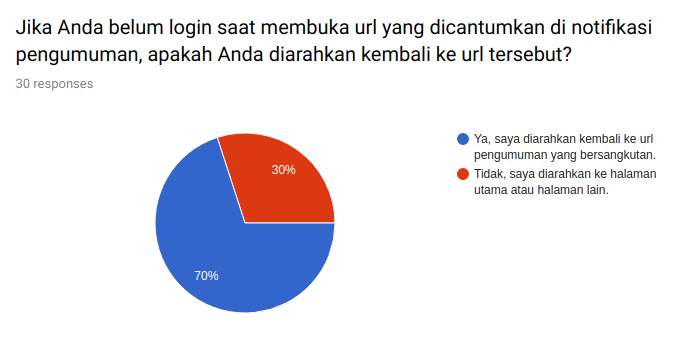 Jika Anda belum login saat membuka url yang dicantumkan di notifikasi
pengumuman, apakah Anda diarahkan kembali ke url tersebut?
30 responses
30%
70%
Ya, saya diarahkan kembali ke url
pengumuman yang bersangkutan.
Tidak, saya diarahkan ke halaman
utama atau halaman lain.